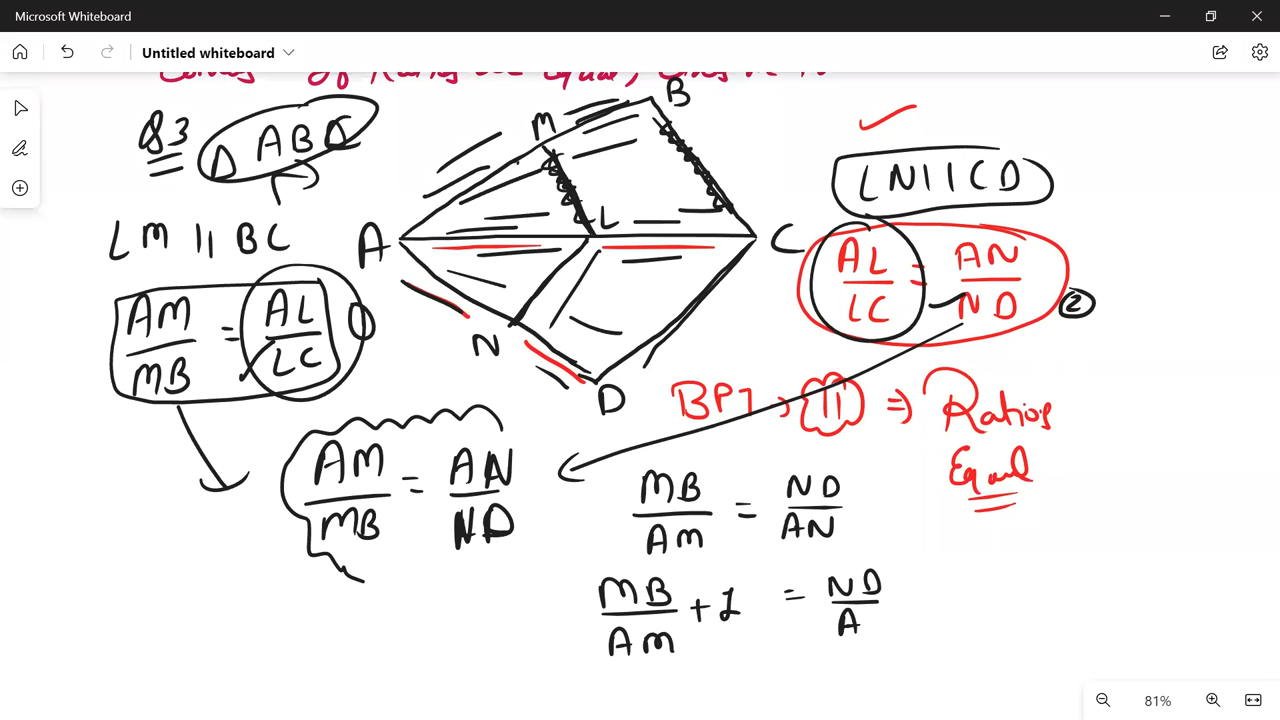 Microsoft Whiteboard
Untitled whiteboard
Q3
Δ ABC
LM || BC
AM/MB = AL/LC ①
A
M
B
L
C
N
D
LN || CD
AL/LC = AN/ND ②
BPT, || ⇒ Ratios
Equal
AM/MB = AN/ND
MB/AM = ND/AN
MB/AM + 1 = ND/A
81%